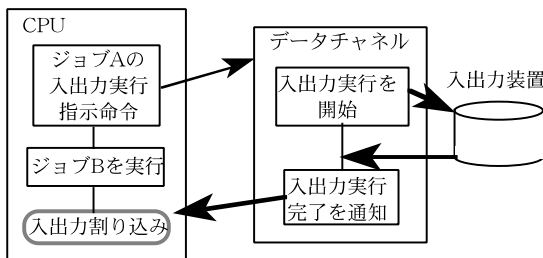 CPU
ジョブAの
入出力実行
指示命令
ジョブBを実行
入出力割り込み
データチャネル
入出力実行を
開始
入出力実行
完了を通知
入出力装置